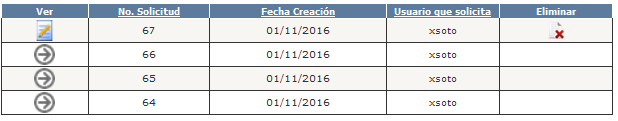 Ver No. Solicitud Fecha Creación Usuario que solicita Eliminar
67 01/11/2016 xsoto
66 01/11/2016 xsoto
65 01/11/2016 xsoto
64 01/11/2016 xsoto